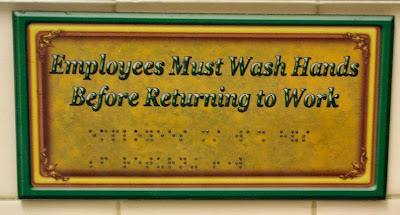 Employees Must Wash Hands
Before Returning to Work